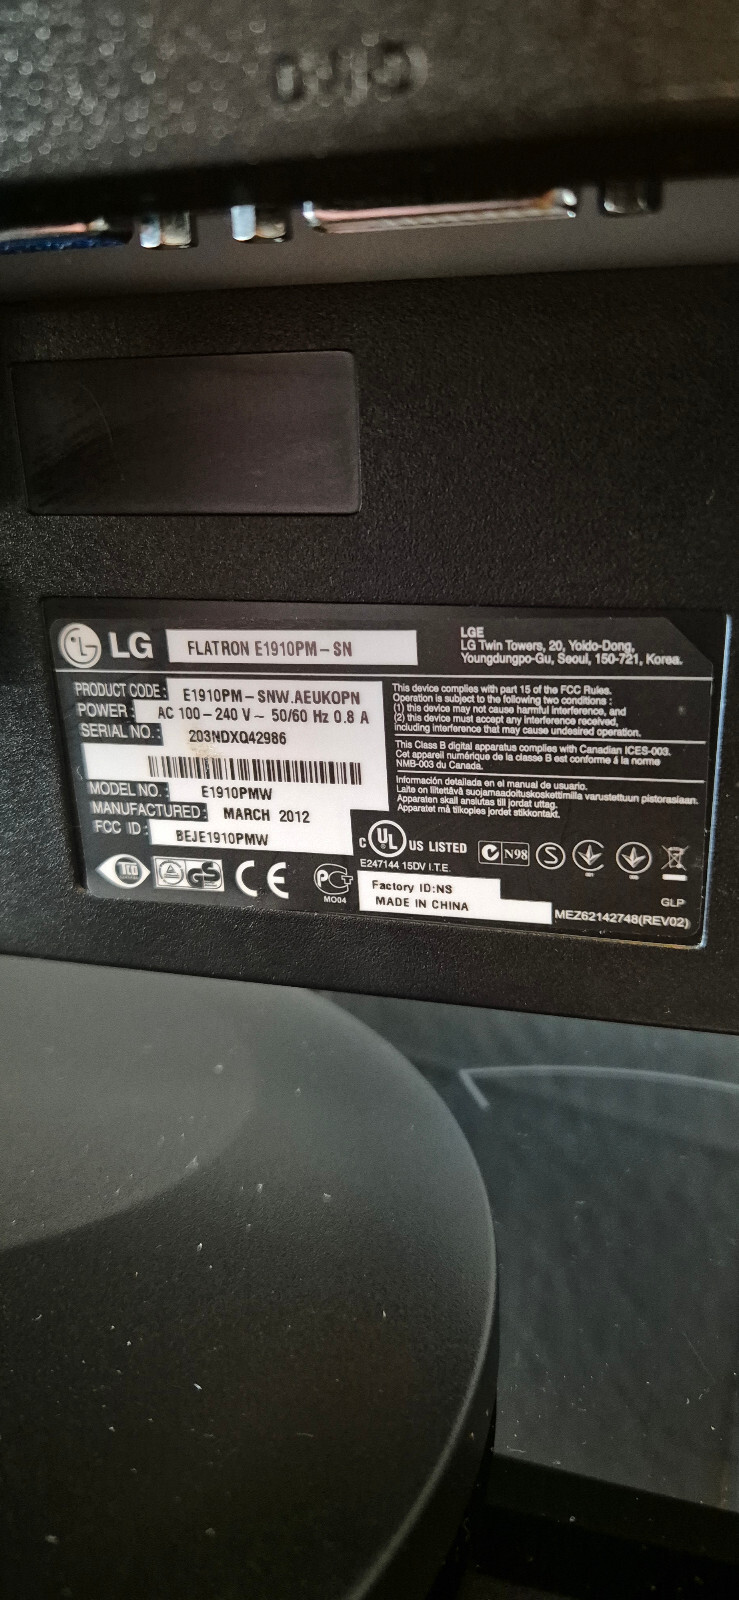 LG FLATRON E1910PM-SN
LGE
LG Twin Towers, 20, Yoido-Dong,
Youngdungpo-Gu, Seoul, 150-721, Korea.
PRODUCT CODE: E1910PM-SNW.AEUKOPN
POWER: AC 100-240 V~ 50/60 Hz 0.8 A
SERIAL NO.: 203NDXQ42986
MODEL NO.: E1910PMW
MANUFACTURED: MARCH 2012
FCC ID: BEJE1910PMW
This device complies with part 15 of the FCC Rules.
Operation is subject to the following two conditions :
(1) this device may not cause harmful interference, and
(2) this device must accept any interference received,
including interference that may cause undesired operation.
This Class B digital apparatus complies with Canadian ICES-003.
Cet appareil numérique de la classe B est conforme á la norme
NMB-003 du Canada.
Información detallada en el manual de usuario.
Laite on liitettävä suojamaadoituskoskettimilla varustettuun pistorasiaan.
Apparaten skall anslutas till jordat uttag.
Apparatet må tilkoples jordet stikkontakt.
C UL US LISTED
E247144 15DV I.T.E.
N98
S
TCO
GS
CE
PCT
MO04
Factory ID:NS
MADE IN CHINA
GLP
MEZ62142748(REV02)